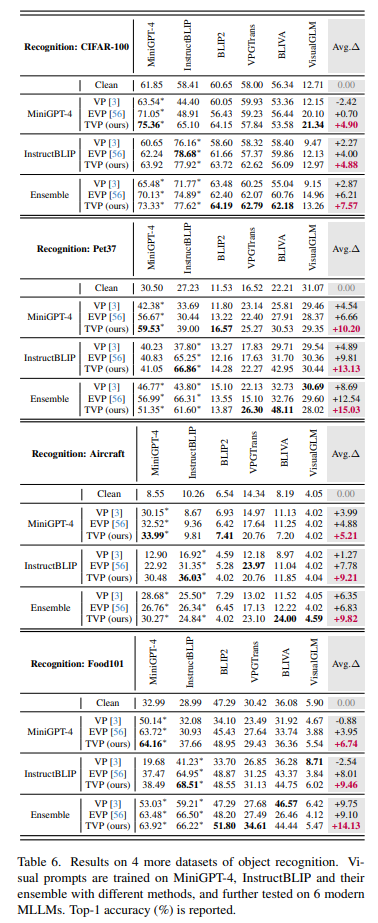 Recognition: CIFAR-100 MiniGPT-4 InstructBLIP BLIP2 VPGTrans BLIVA VisualGLM Avg.Δ
Clean 61.85 58.41 60.65 58.00 56.34 12.71 0.00
VP [3] 63.54* 44.40 60.05 59.93 53.36 12.15 -2.42
MiniGPT-4 EVP [56] 71.05* 48.91 56.43 59.23 56.44 20.10 +0.70
TVP (ours) 75.36* 65.10 64.15 57.84 53.58 21.34 +4.90
VP [3] 60.65 76.16* 58.60 58.32 58.40 9.47 +2.27
InstructBLIP EVP [56] 62.24 78.68* 61.66 57.37 59.86 12.13 +4.00
TVP (ours) 63.92 77.92* 63.72 62.62 56.09 12.97 +4.88
VP [3] 65.48* 71.77* 63.48 60.25 55.04 9.15 +2.87
Ensemble EVP [56] 70.13* 74.89* 62.40 62.07 60.76 14.96 +6.21
TVP (ours) 73.33* 77.62* 64.19 62.79 62.18 13.26 +7.57
Recognition: Pet37 MiniGPT-4 InstructBLIP BLIP2 VPGTrans BLIVA VisualGLM Avg.Δ
Clean 30.50 27.23 11.53 16.52 22.21 31.07 0.00
VP [3] 42.38* 33.69 11.80 23.14 25.81 29.46 +4.54
MiniGPT-4 EVP [56] 56.67* 30.44 13.22 22.40 27.91 28.37 +6.66
TVP (ours) 59.53* 39.00 16.57 25.27 30.53 29.35 +10.20
VP [3] 40.23 37.80* 13.27 17.83 29.71 29.54 +4.89
InstructBLIP EVP [56] 40.83 65.25* 12.16 17.63 31.70 30.36 +9.81
TVP (ours) 41.05 66.86* 14.28 22.27 42.95 30.44 +13.13
VP [3] 46.77* 43.80* 15.10 22.13 32.73 30.69 +8.69
Ensemble EVP [56] 56.99* 66.31* 13.55 15.10 32.76 29.60 +12.54
TVP (ours) 51.35* 61.60* 13.87 26.30 48.11 28.02 +15.03
Recognition: Aircraft MiniGPT-4 InstructBLIP BLIP2 VPGTrans BLIVA VisualGLM Avg.Δ
Clean 8.55 10.26 6.54 14.34 8.19 4.05 0.00
VP [3] 30.15* 8.67 6.93 14.97 11.13 4.02 +3.99
MiniGPT-4 EVP [56] 32.52* 9.36 6.42 17.64 11.25 4.02 +4.88
TVP (ours) 33.99* 9.81 7.41 20.76 7.20 4.02 +5.21
VP [3] 12.90 16.92* 4.59 12.18 8.97 4.02 +1.27
InstructBLIP EVP [56] 22.92 31.35* 5.28 23.97 11.04 4.02 +7.78
TVP (ours) 30.48 36.03* 4.02 20.76 11.85 4.04 +9.21
VP [3] 28.68* 25.50* 7.29 13.02 11.52 4.05 +6.35
Ensemble EVP [56] 26.76* 26.34* 6.45 17.13 12.22 4.02 +6.83
TVP (ours) 30.27* 24.84* 4.02 23.10 24.00 4.59 +9.82
Recognition: Food101 MiniGPT-4 InstructBLIP BLIP2 VPGTrans BLIVA VisualGLM Avg.Δ
Clean 32.99 28.99 47.29 30.42 36.08 5.90 0.00
VP [3] 50.14* 32.08 34.10 23.49 31.92 4.67 -0.88
MiniGPT-4 EVP [56] 63.72* 30.93 45.43 27.64 33.74 3.88 +3.95
TVP (ours) 64.16* 37.66 48.95 29.43 36.36 5.54 +6.74
VP [3] 19.68 41.23* 33.70 26.85 36.28 8.71 -2.54
InstructBLIP EVP [56] 37.47 64.95* 48.87 31.25 43.37 3.84 +8.01
TVP (ours) 38.49 68.51* 48.55 31.13 44.75 6.02 +9.46
VP [3] 53.03* 59.21* 47.29 27.68 46.57 6.42 +9.75
Ensemble EVP [56] 63.48* 66.50* 48.20 27.49 26.46 4.12 +9.10
TVP (ours) 63.92* 66.22* 51.80 34.61 44.44 5.47 +14.13
Table 6. Results on 4 more datasets of object recognition. Vi-
sual prompts are trained on MiniGPT-4, InstructBLIP and their
ensemble with different methods, and further tested on 6 modern
MLLMs. Top-1 accuracy (%) is reported.